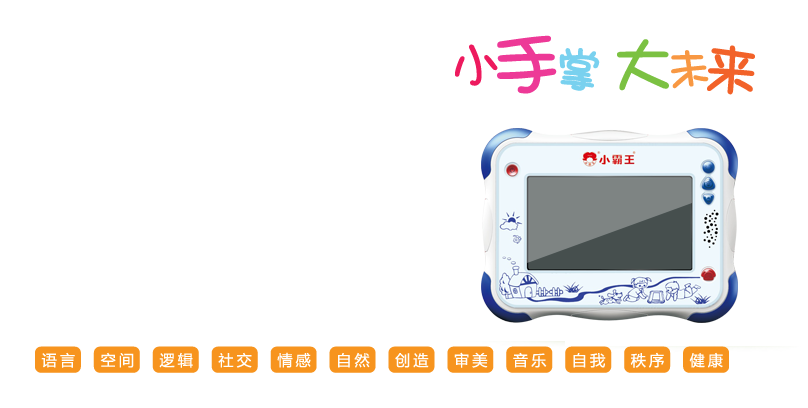 小手掌 大未来
小霸王
语言 空间 逻辑 社交 情感 自然 创造 审美 音乐 自我 秩序 健康